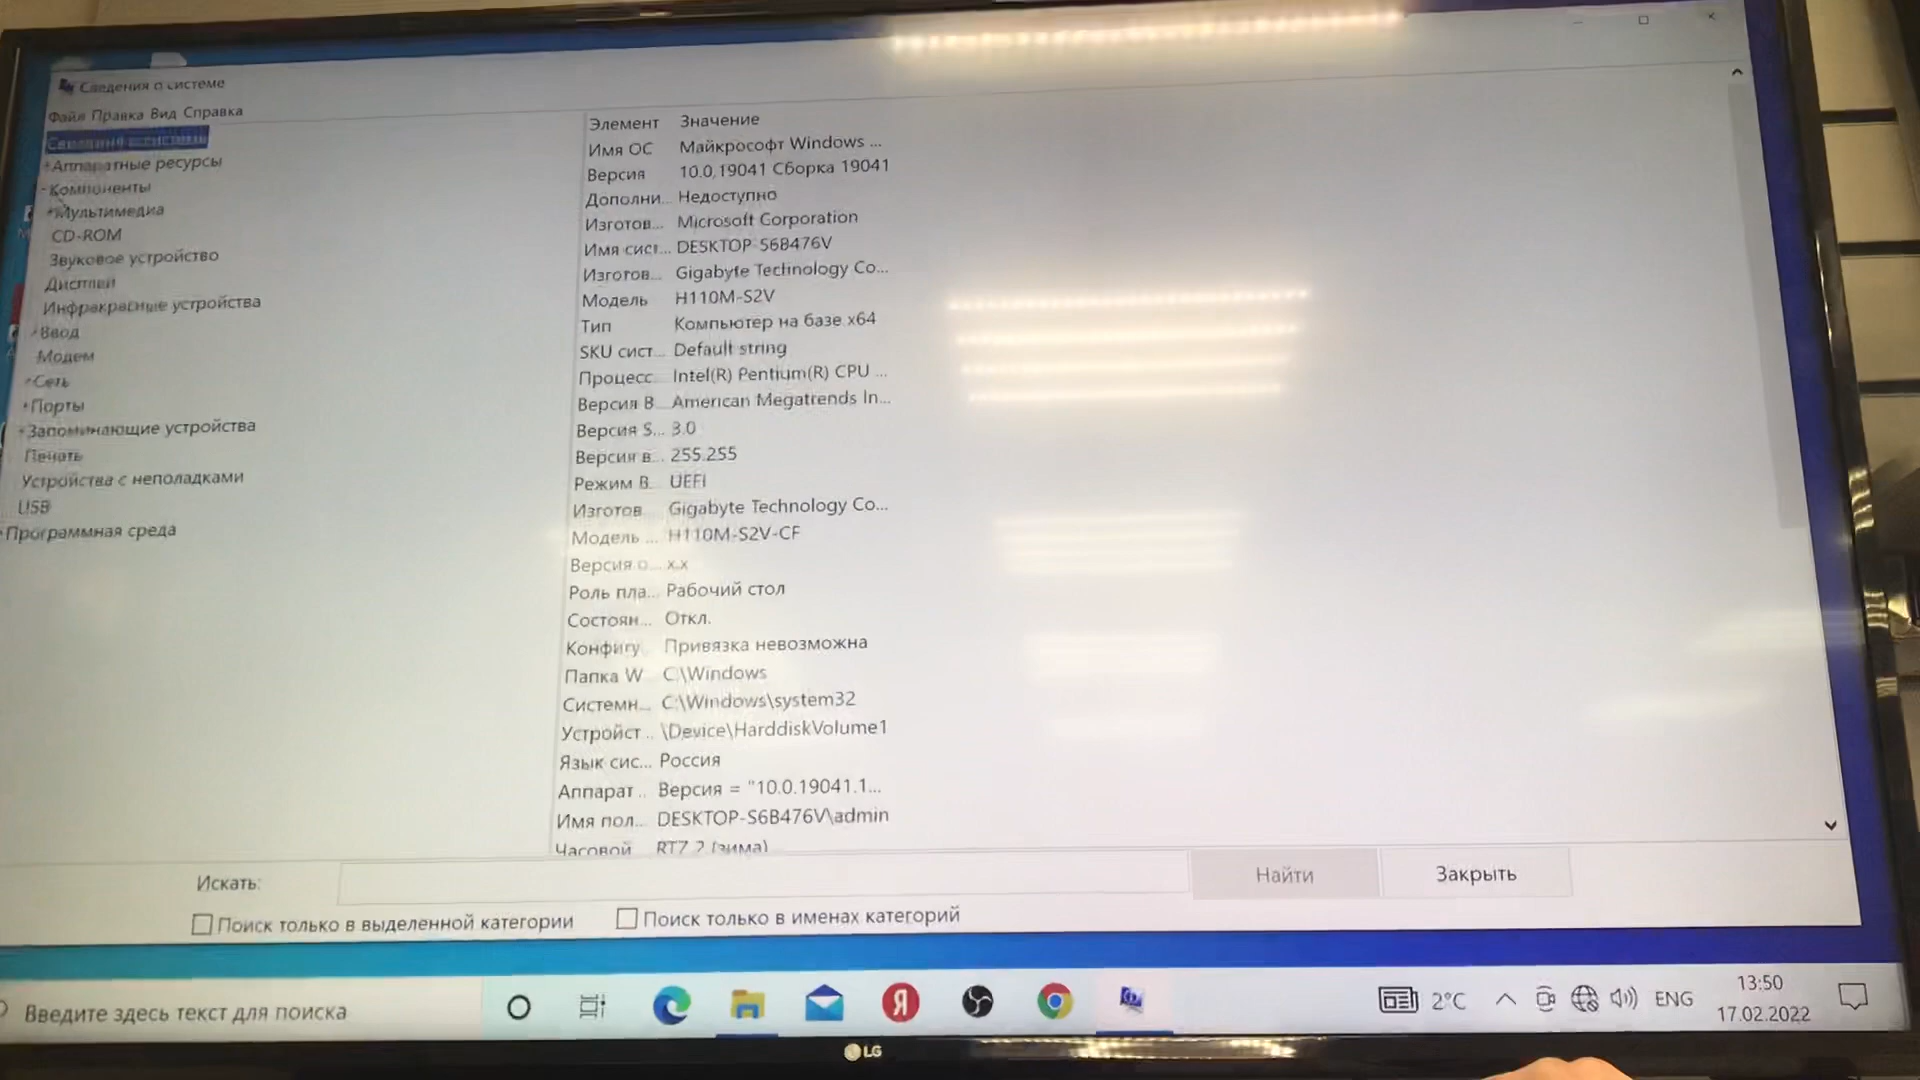 Сведения о системе
Файл Правка Вид Справка
Аппаратные ресурсы
Компоненты
Мультимедиа
CD-ROM
Звуковое устройство
Дисплей
Инфракрасные устройства
Ввод
Модем
Сеть
Порты
Запоминающие устройства
Печать
Устройства с неполадками
USB
Программная среда
Элемент Значение
Имя ОС Майкрософт Windows ...
Версия 10.0.19041 Сборка 19041
Дополни... Недоступно
Изготов... Microsoft Corporation
Имя сист... DESKTOP-S6B476V
Изготов... Gigabyte Technology Co...
Модель H110M-S2V
Тип Компьютер на базе x64
SKU сист... Default string
Процесс... Intel(R) Pentium(R) CPU ...
Версия B... American Megatrends In...
Версия S... 3.0
Версия в... 255.255
Режим B... UEFI
Изготов... Gigabyte Technology Co...
Модель ... H110M-S2V-CF
Версия о... x.x
Роль пла... Рабочий стол
Состоян... Откл.
Конфигу... Привязка невозможна
Папка W... C:\Windows
Системн... C:\Windows\system32
Устройст... \Device\HarddiskVolume1
Язык сис... Россия
Аппарат... Версия = "10.0.19041.1...
Имя пол... DESKTOP-S6B476V\admin
Часовой RTZ 2 (зима)
Искать:
Найти
Закрыть
Поиск только в выделенной категории
Поиск только в именах категорий
Введите здесь текст для поиска
Я
2°C
ENG
13:50
17.02.2022
LG